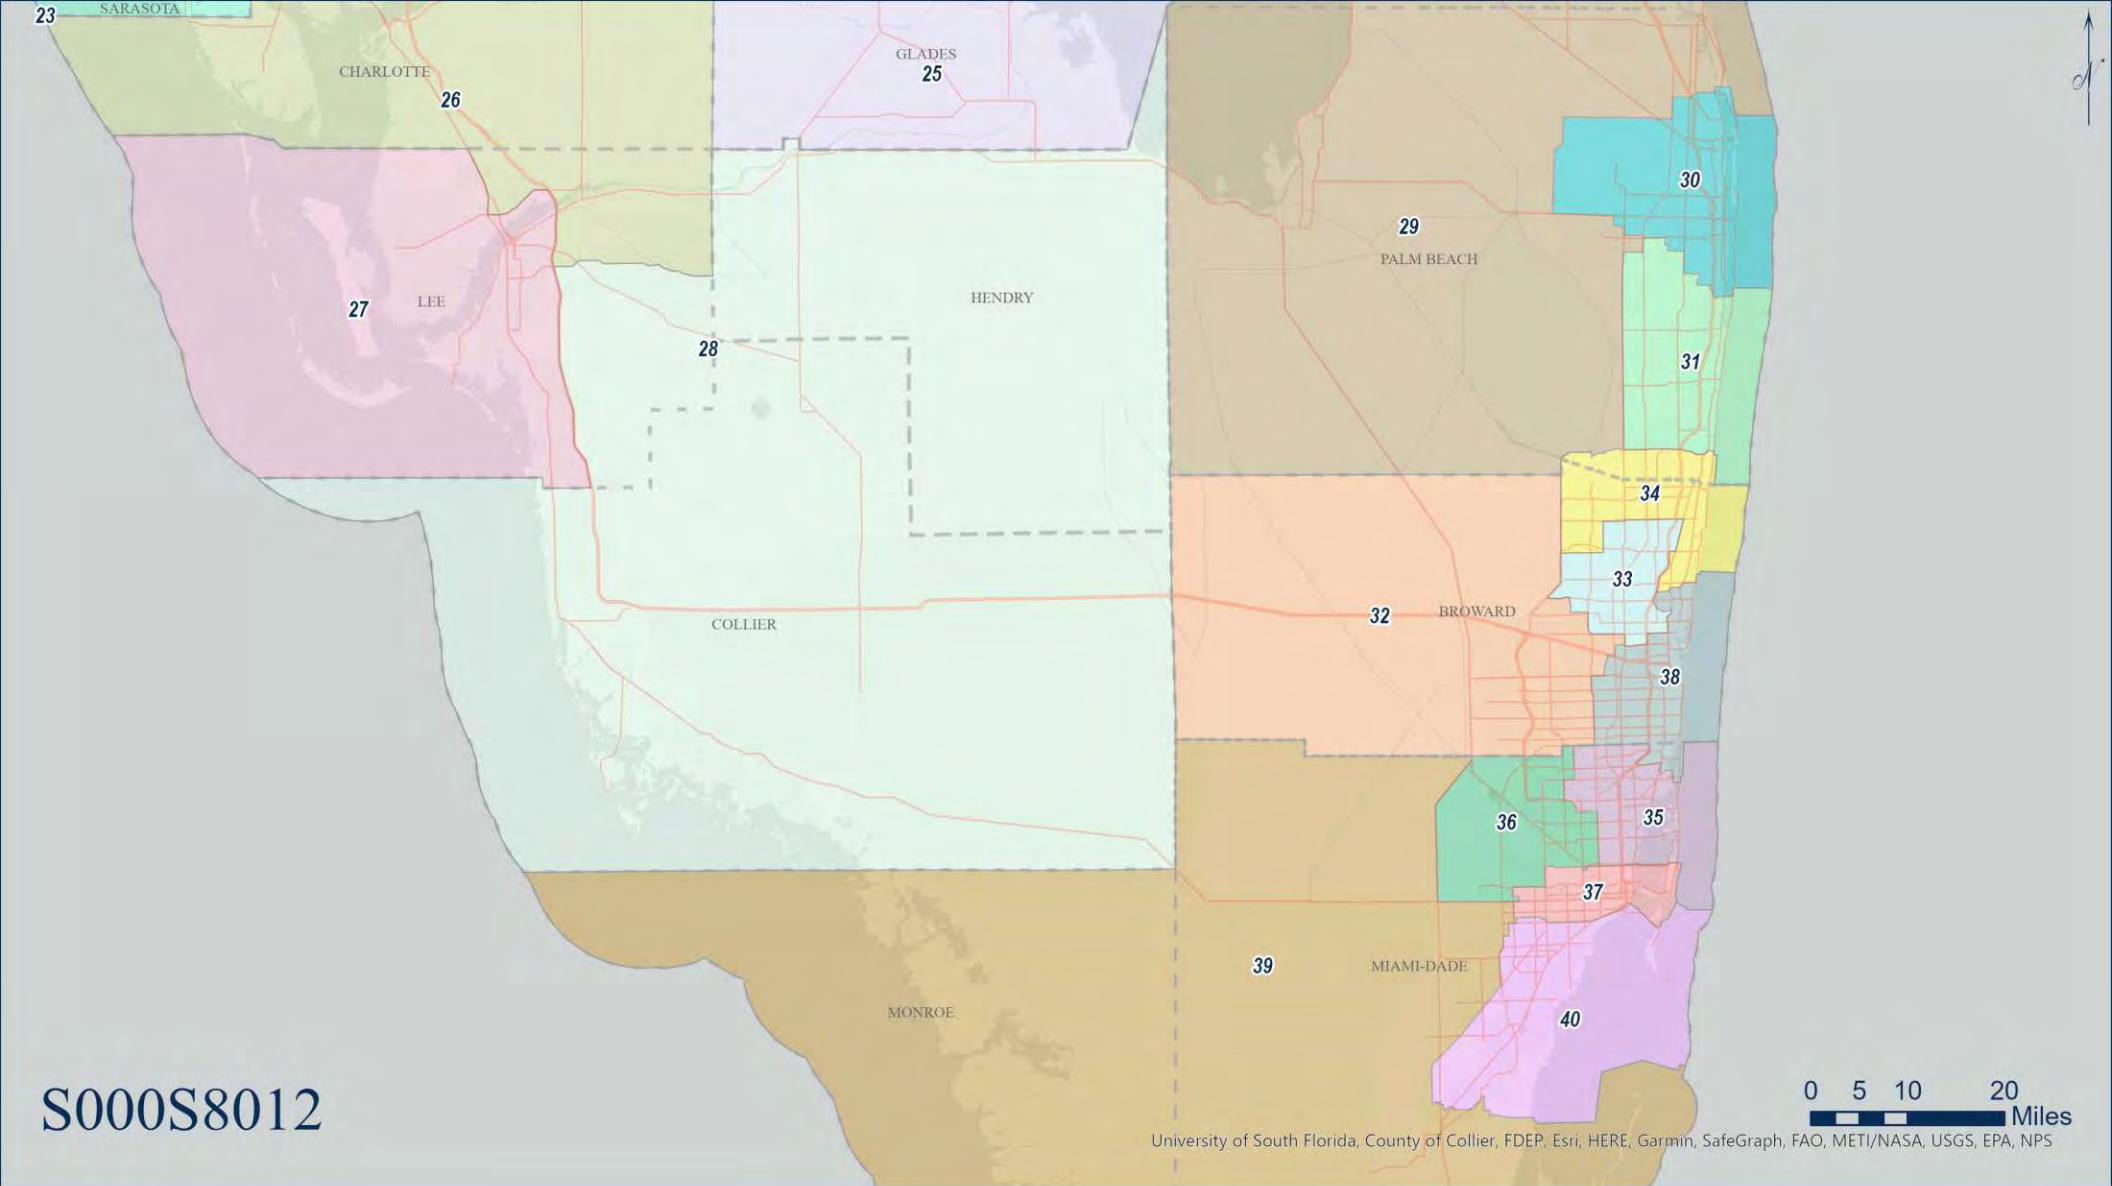 SARASOTA
23
CHARLOTTE
GLADES
25
26
30
29
PALM BEACH
HENDRY
LEE
27
28
31
34
33
32
BROWARD
COLLIER
38
35
36
37
39
MIAMI-DADE
MONROE
40
S000S8012
N
0 5 10 20
Miles
University of South Florida, County of Collier, FDEP, Esri, HERE, Garmin, SafeGraph, FAO, METI/NASA, USGS, EPA, NPS